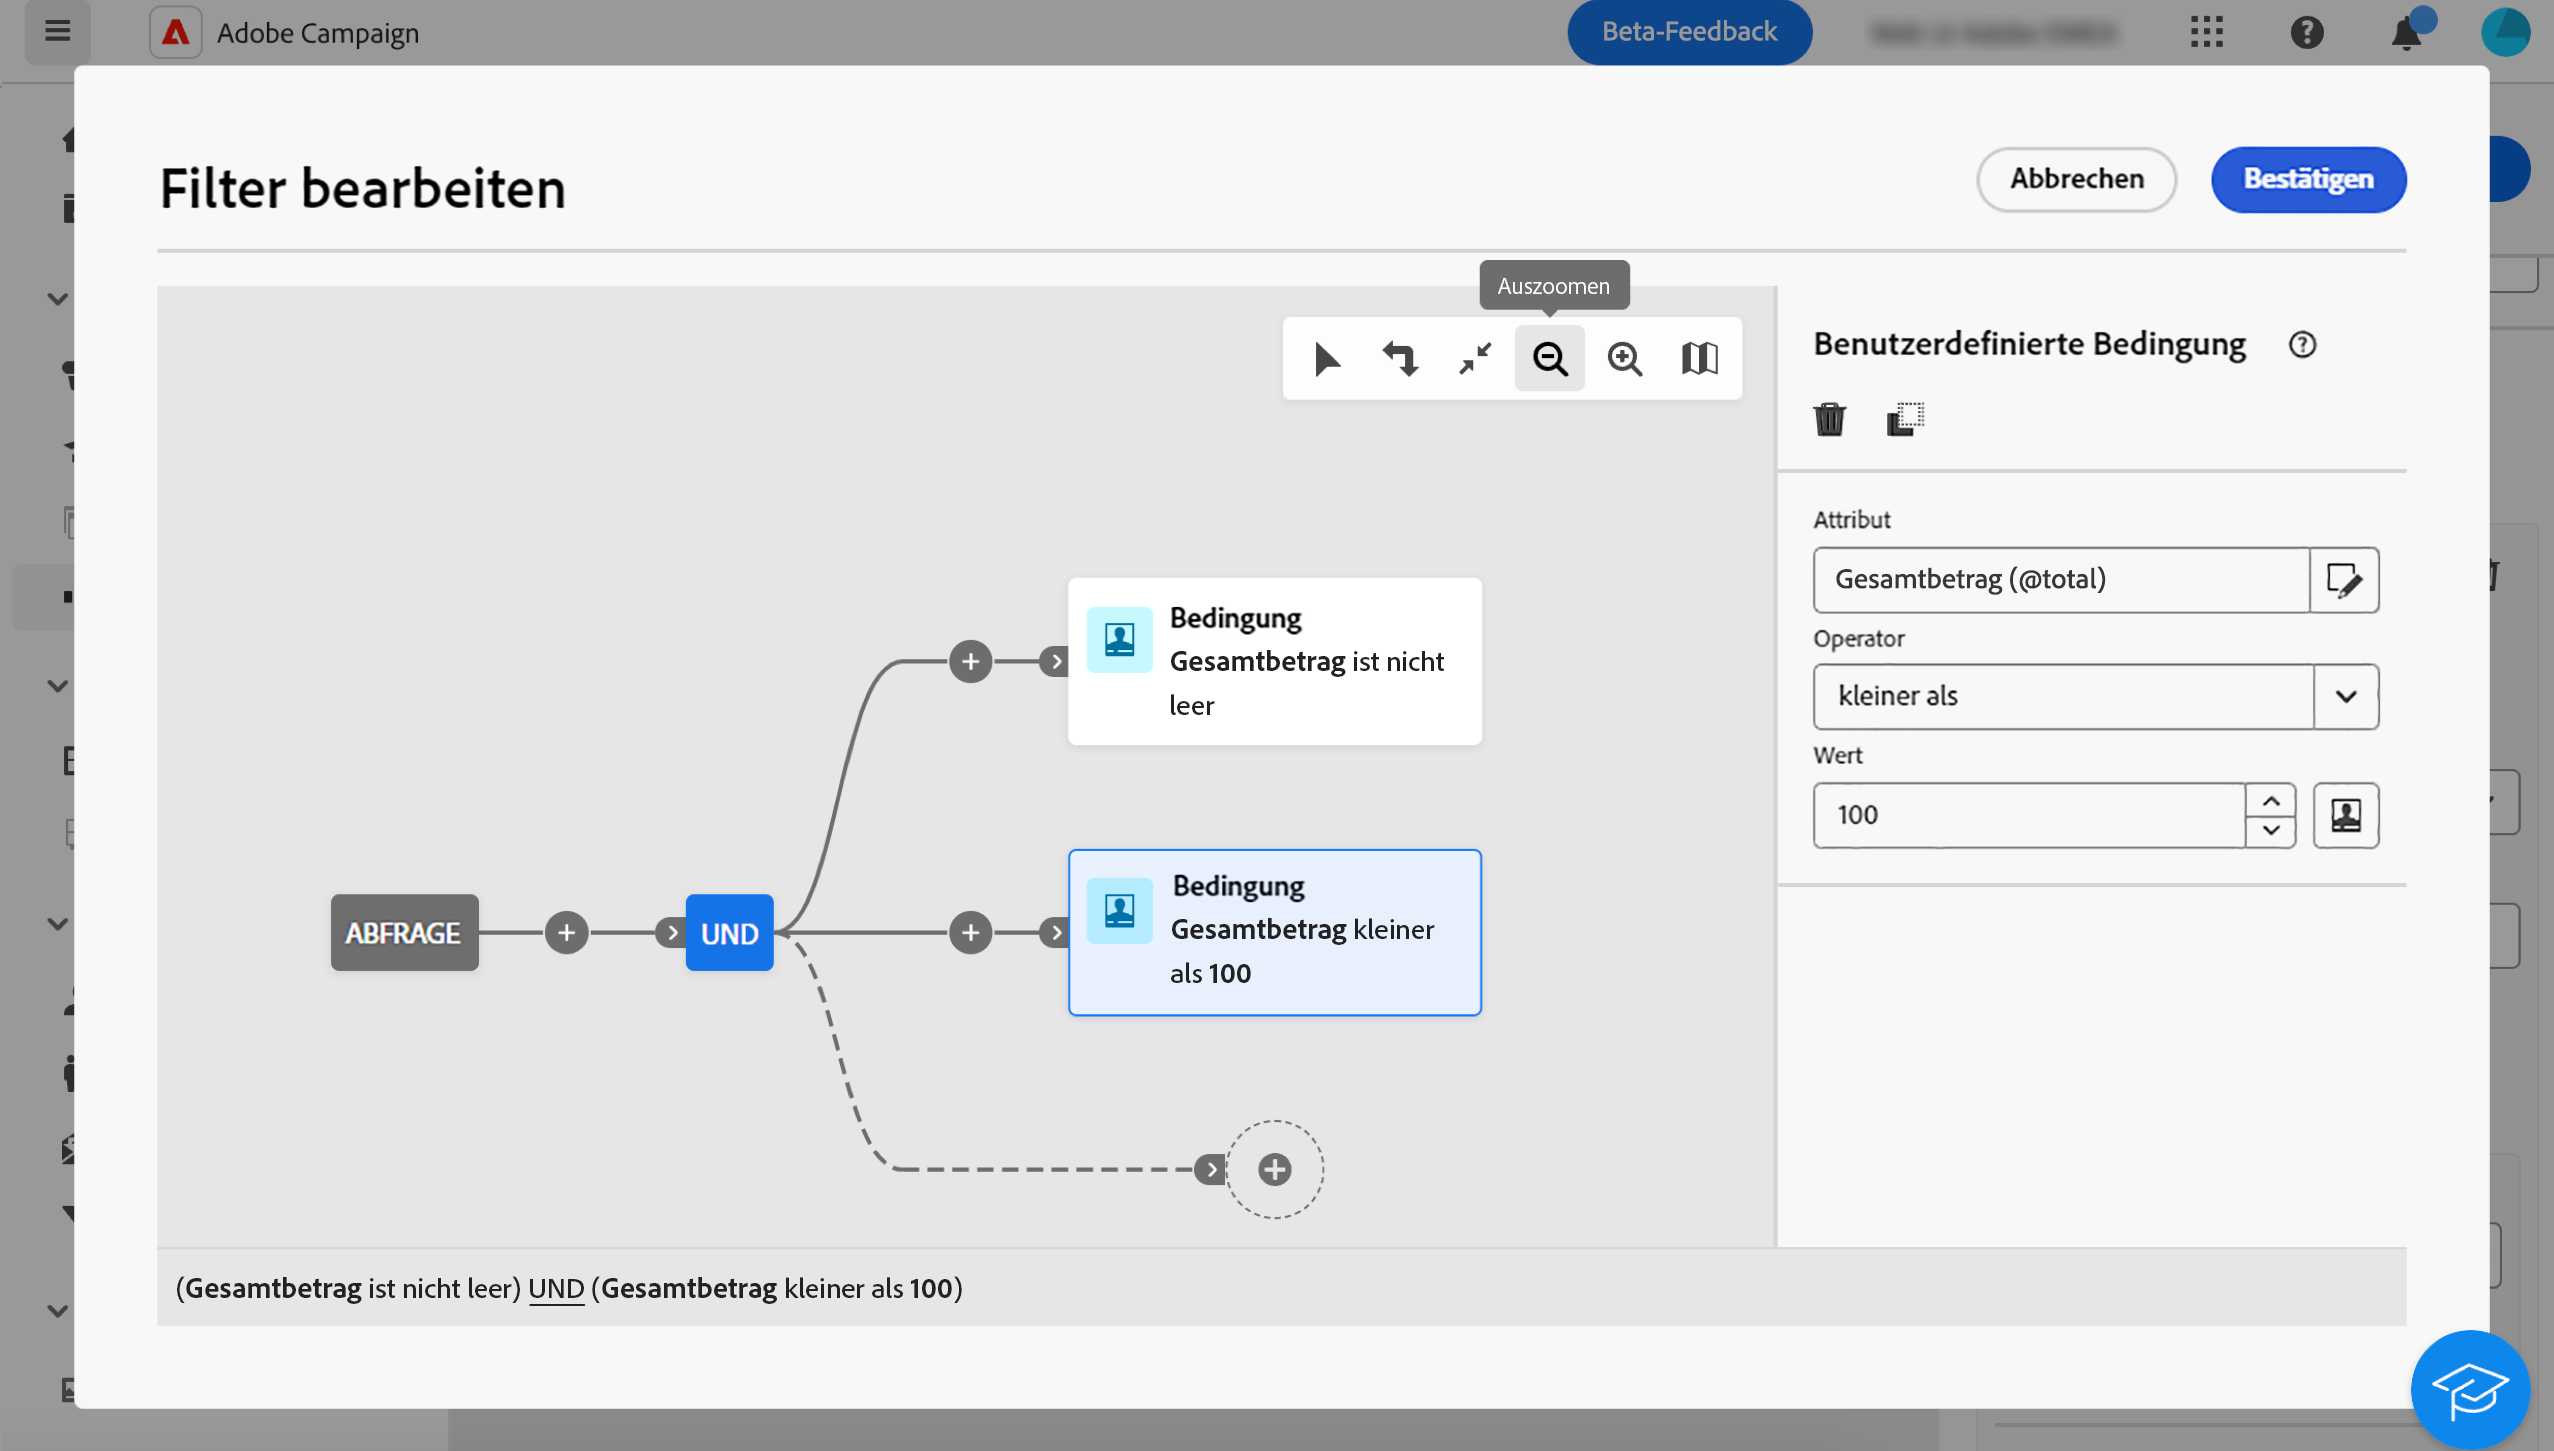 Adobe Campaign
Beta-Feedback
Filter bearbeiten
Abbrechen
Bestätigen
Auszoomen
Benutzerdefinierte Bedingung
Attribut
Gesamtbetrag (@total)
Operator
kleiner als
Wert
100
Bedingung
Gesamtbetrag ist nicht
leer
ABFRAGE
UND
Bedingung
Gesamtbetrag kleiner
als 100
(Gesamtbetrag ist nicht leer) UND (Gesamtbetrag kleiner als 100)